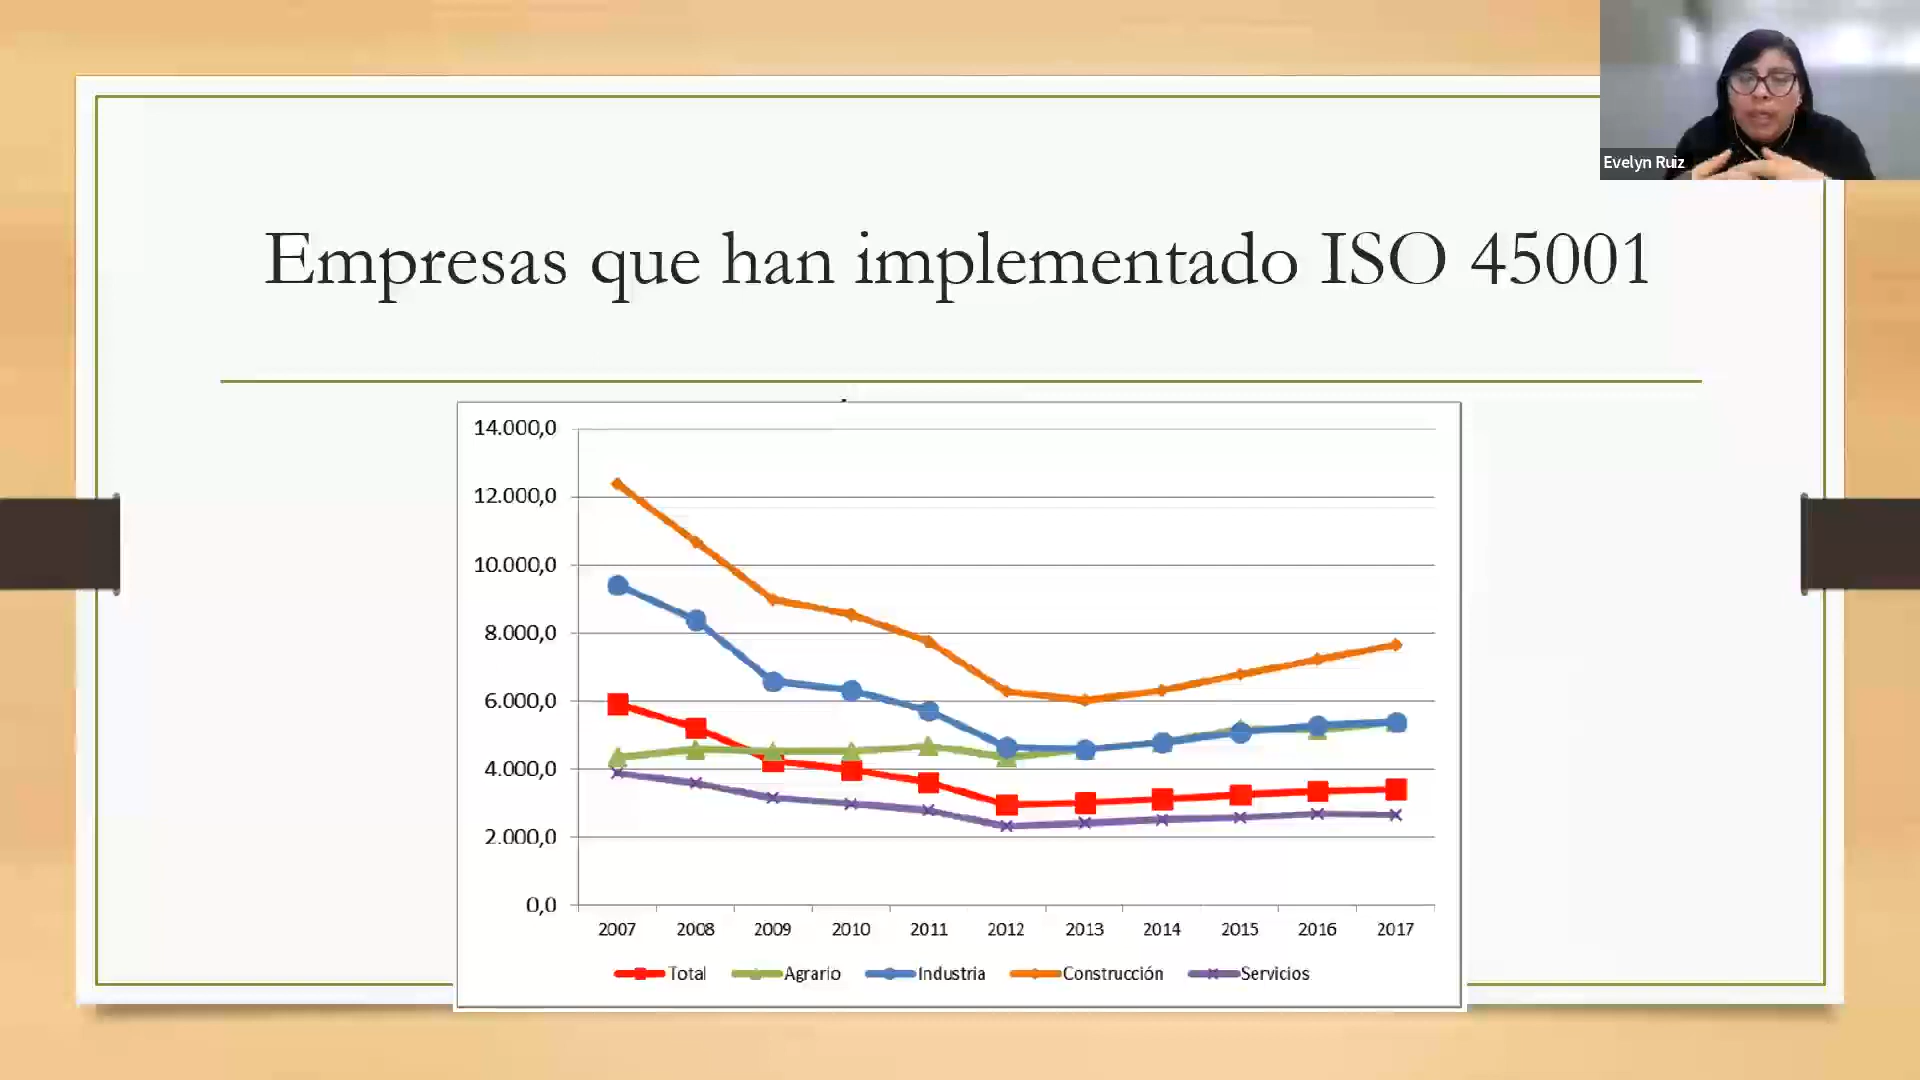 Evelyn Ruiz
Empresas que han implementado ISO 45001
14.000,0
12.000,0
10.000,0
8.000,0
6.000,0
4.000,0
2.000,0
0,0
2007 2008 2009 2010 2011 2012 2013 2014 2015 2016 2017
Total Agrario Industria Construcción Servicios